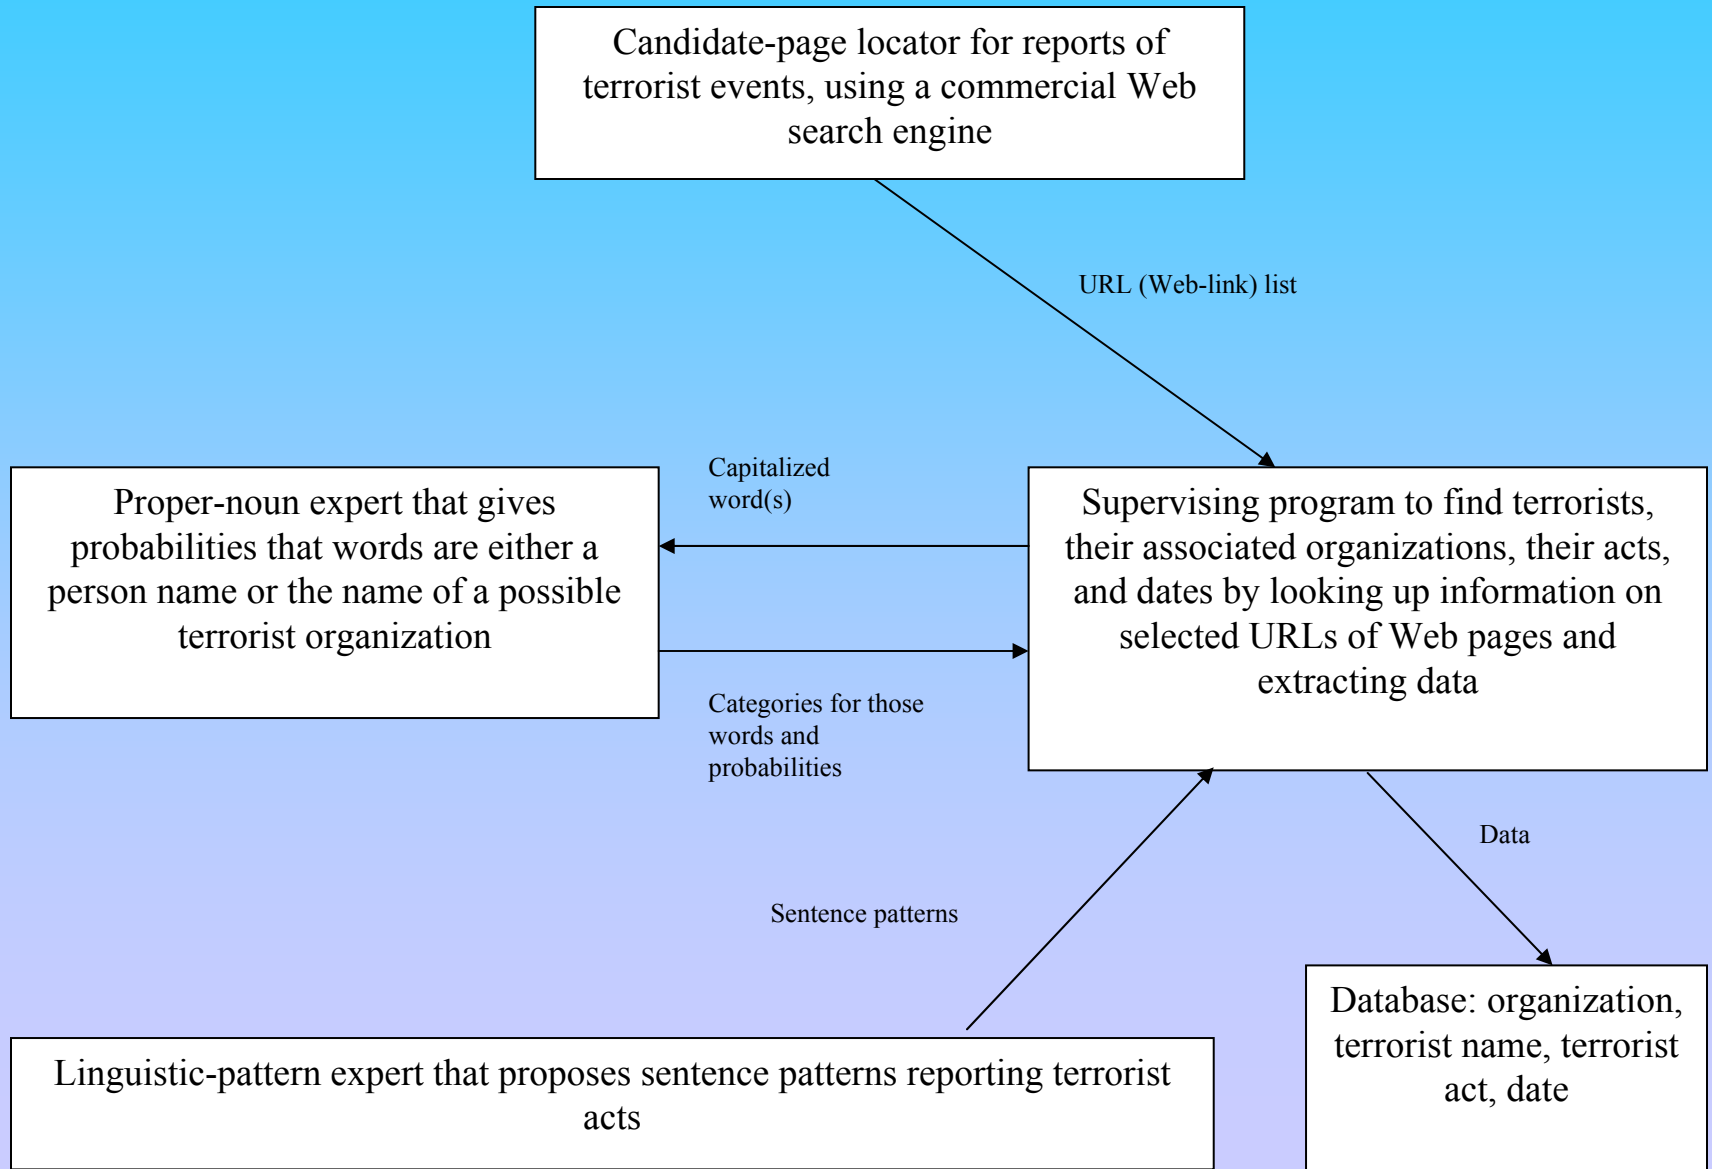 Candidate-page locator for reports of
terrorist events, using a commercial Web
search engine
URL (Web-link) list
Capitalized
word(s)
Proper-noun expert that gives
probabilities that words are either a
person name or the name of a possible
terrorist organization
Supervising program to find terrorists,
their associated organizations, their acts,
and dates by looking up information on
selected URLs of Web pages and
extracting data
Categories for those
words and
probabilities
Data
Sentence patterns
Linguistic-pattern expert that proposes sentence patterns reporting terrorist
acts
Database: organization,
terrorist name, terrorist
act, date